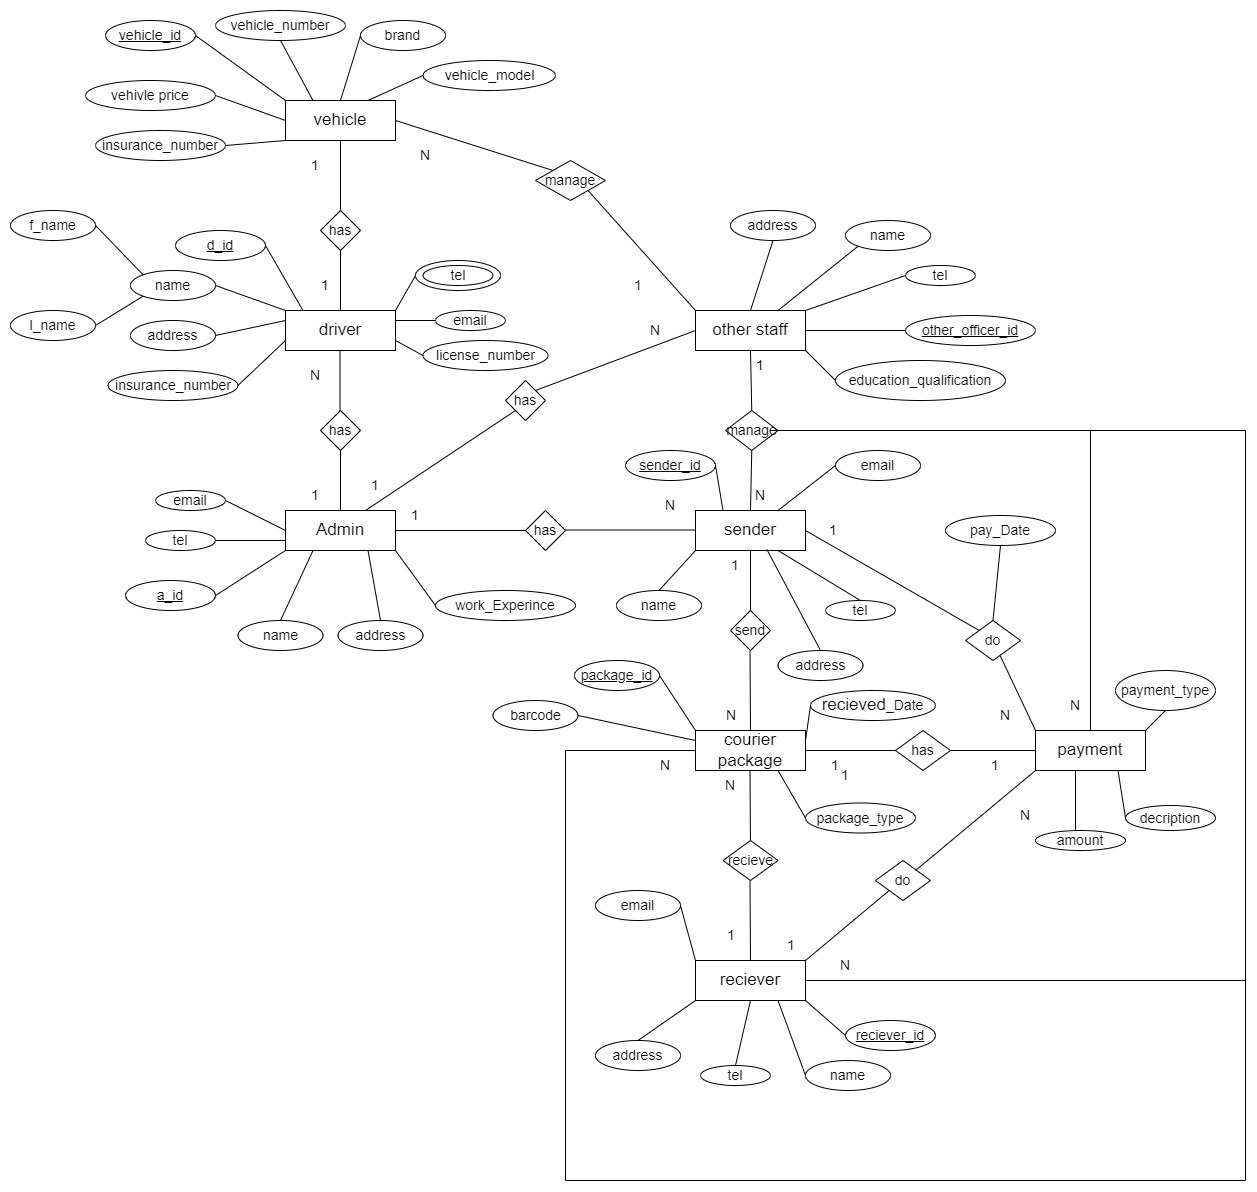 vehicle_number
vehicle_id
brand
vehicle_model
vehivle price
vehicle
insurance_number
N
1
manage
f_name
address
has
name
d_id
tel
tel
name
1
1
l_name
email
driver
N
other staff
other_officer_id
address
license_number
1
N
insurance_number
education_qualification
has
has
manage
sender_id
email
1
1
N
N
email
1
Admin
has
sender
1
pay_Date
tel
1
a_id
work_Experince
name
tel
name
address
send
do
address
package_id
payment_type
recieved_Date
N
barcode
N
N
courier
package
has
payment
N
1
1
1
N
package_type
N
decription
amount
recieve
do
email
1
1
N
reciever
reciever_id
address
tel
name